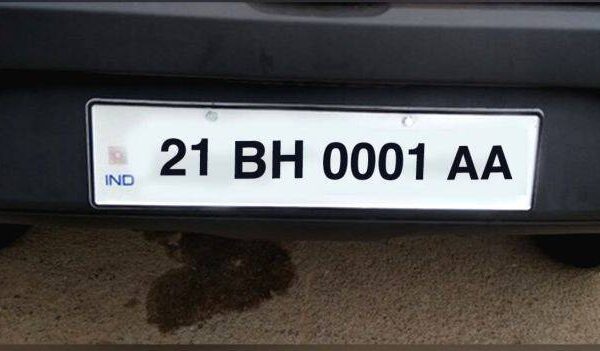 IND
21 BH 0001 AA